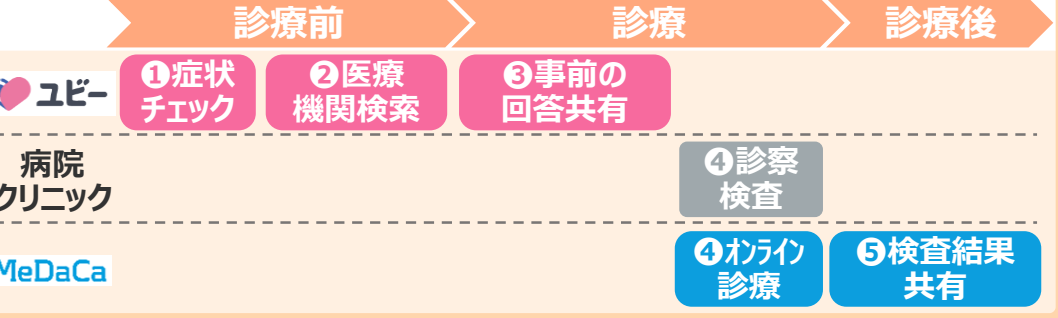 診療前
診療
診療後
ユビー
❶症状
チェック
❷医療
機関検索
❸事前の
回答共有
病院
クリニック
❹診察
検査
MeDaCa
❹オンライン
診療
❺検査結果
共有